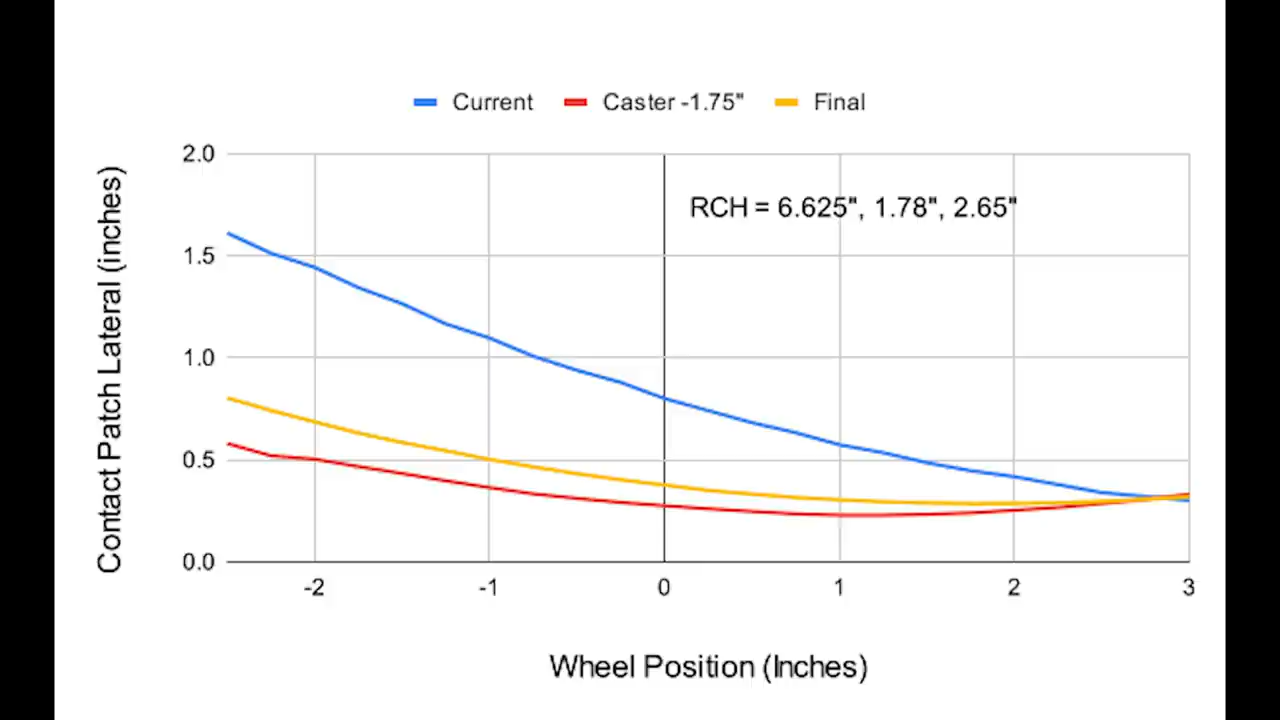 Current Caster -1.75" Final
RCH = 6.625", 1.78", 2.65"
Contact Patch Lateral (inches)
2.0
1.5
1.0
0.5
0.0
-2 -1 0 1 2 3
Wheel Position (Inches)